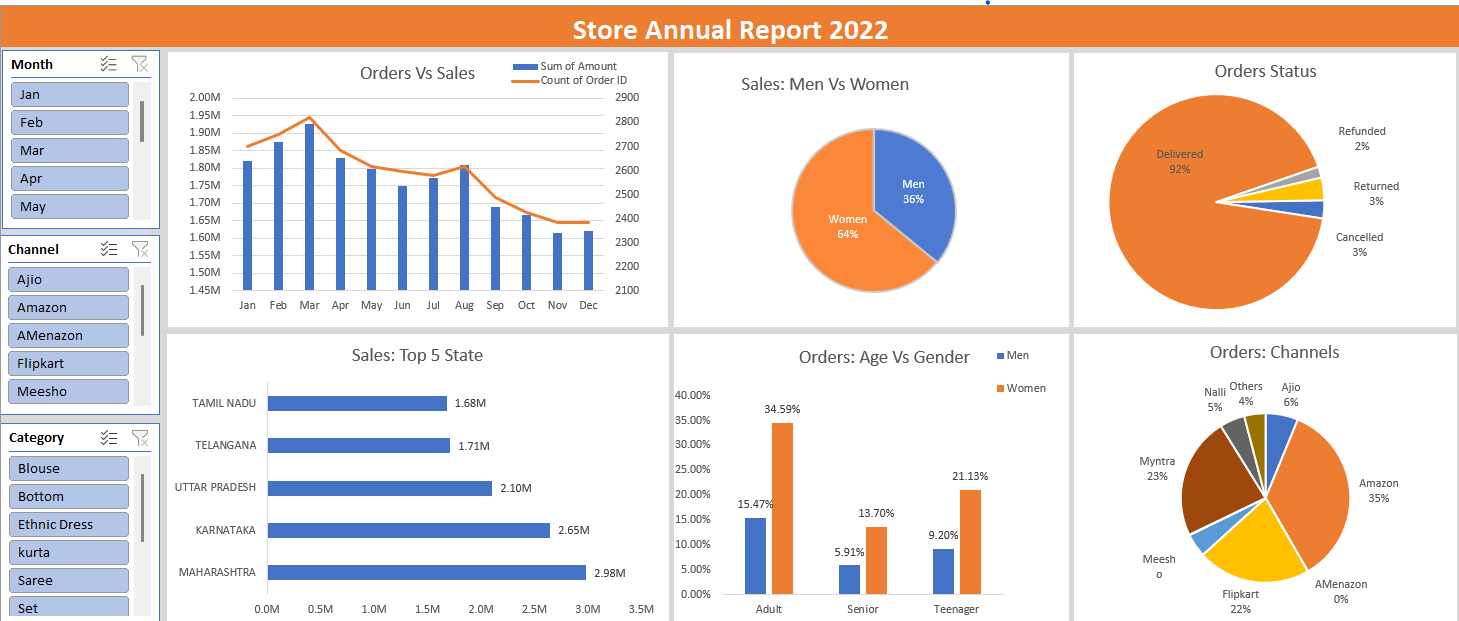 Store Annual Report 2022
Month
Jan
Feb
Mar
Apr
May
Channel
Ajio
Amazon
AMenazon
Flipkart
Meesho
Category
Blouse
Bottom
Ethnic Dress
kurta
Saree
Set
Orders Vs Sales
Sum of Amount
Count of Order ID
2.00M
1.95M
1.90M
1.85M
1.80M
1.75M
1.70M
1.65M
1.60M
1.55M
1.50M
1.45M
2900
2800
2700
2600
2500
2400
2300
2200
2100
Jan Feb Mar Apr May Jun Jul Aug Sep Oct Nov Dec
Sales: Men Vs Women
Men
36%
Women
64%
Orders Status
Delivered
92%
Refunded
2%
Returned
3%
Cancelled
3%
Sales: Top 5 State
TAMIL NADU 1.68M
TELANGANA 1.71M
UTTAR PRADESH 2.10M
KARNATAKA 2.65M
MAHARASHTRA 2.98M
0.0M 0.5M 1.0M 1.5M 2.0M 2.5M 3.0M 3.5M
Orders: Age Vs Gender
Men
Women
40.00%
35.00%
30.00%
25.00%
20.00%
15.00%
10.00%
5.00%
0.00%
15.47%
34.59%
5.91%
13.70%
9.20%
21.13%
Adult Senior Teenager
Orders: Channels
Nalli
5%
Others
4%
Ajio
6%
Myntra
23%
Amazon
35%
Meesh
o
Flipkart
22%
AMenazon
0%